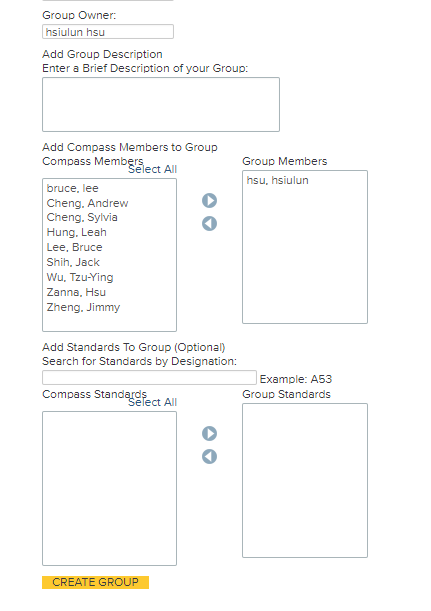 Group Owner:
hsiulun hsu
Add Group Description
Enter a Brief Description of your Group:
Add Compass Members to Group
Compass Members
Select All
Group Members
bruce, lee
Cheng, Andrew
Cheng, Sylvia
Hung, Leah
Lee, Bruce
Shih, Jack
Wu, Tzu-Ying
Zanna, Hsu
Zheng, Jimmy
hsu, hsiulun
Add Standards To Group (Optional)
Search for Standards by Designation:
Example: A53
Compass Standards
Select All
Group Standards
CREATE GROUP